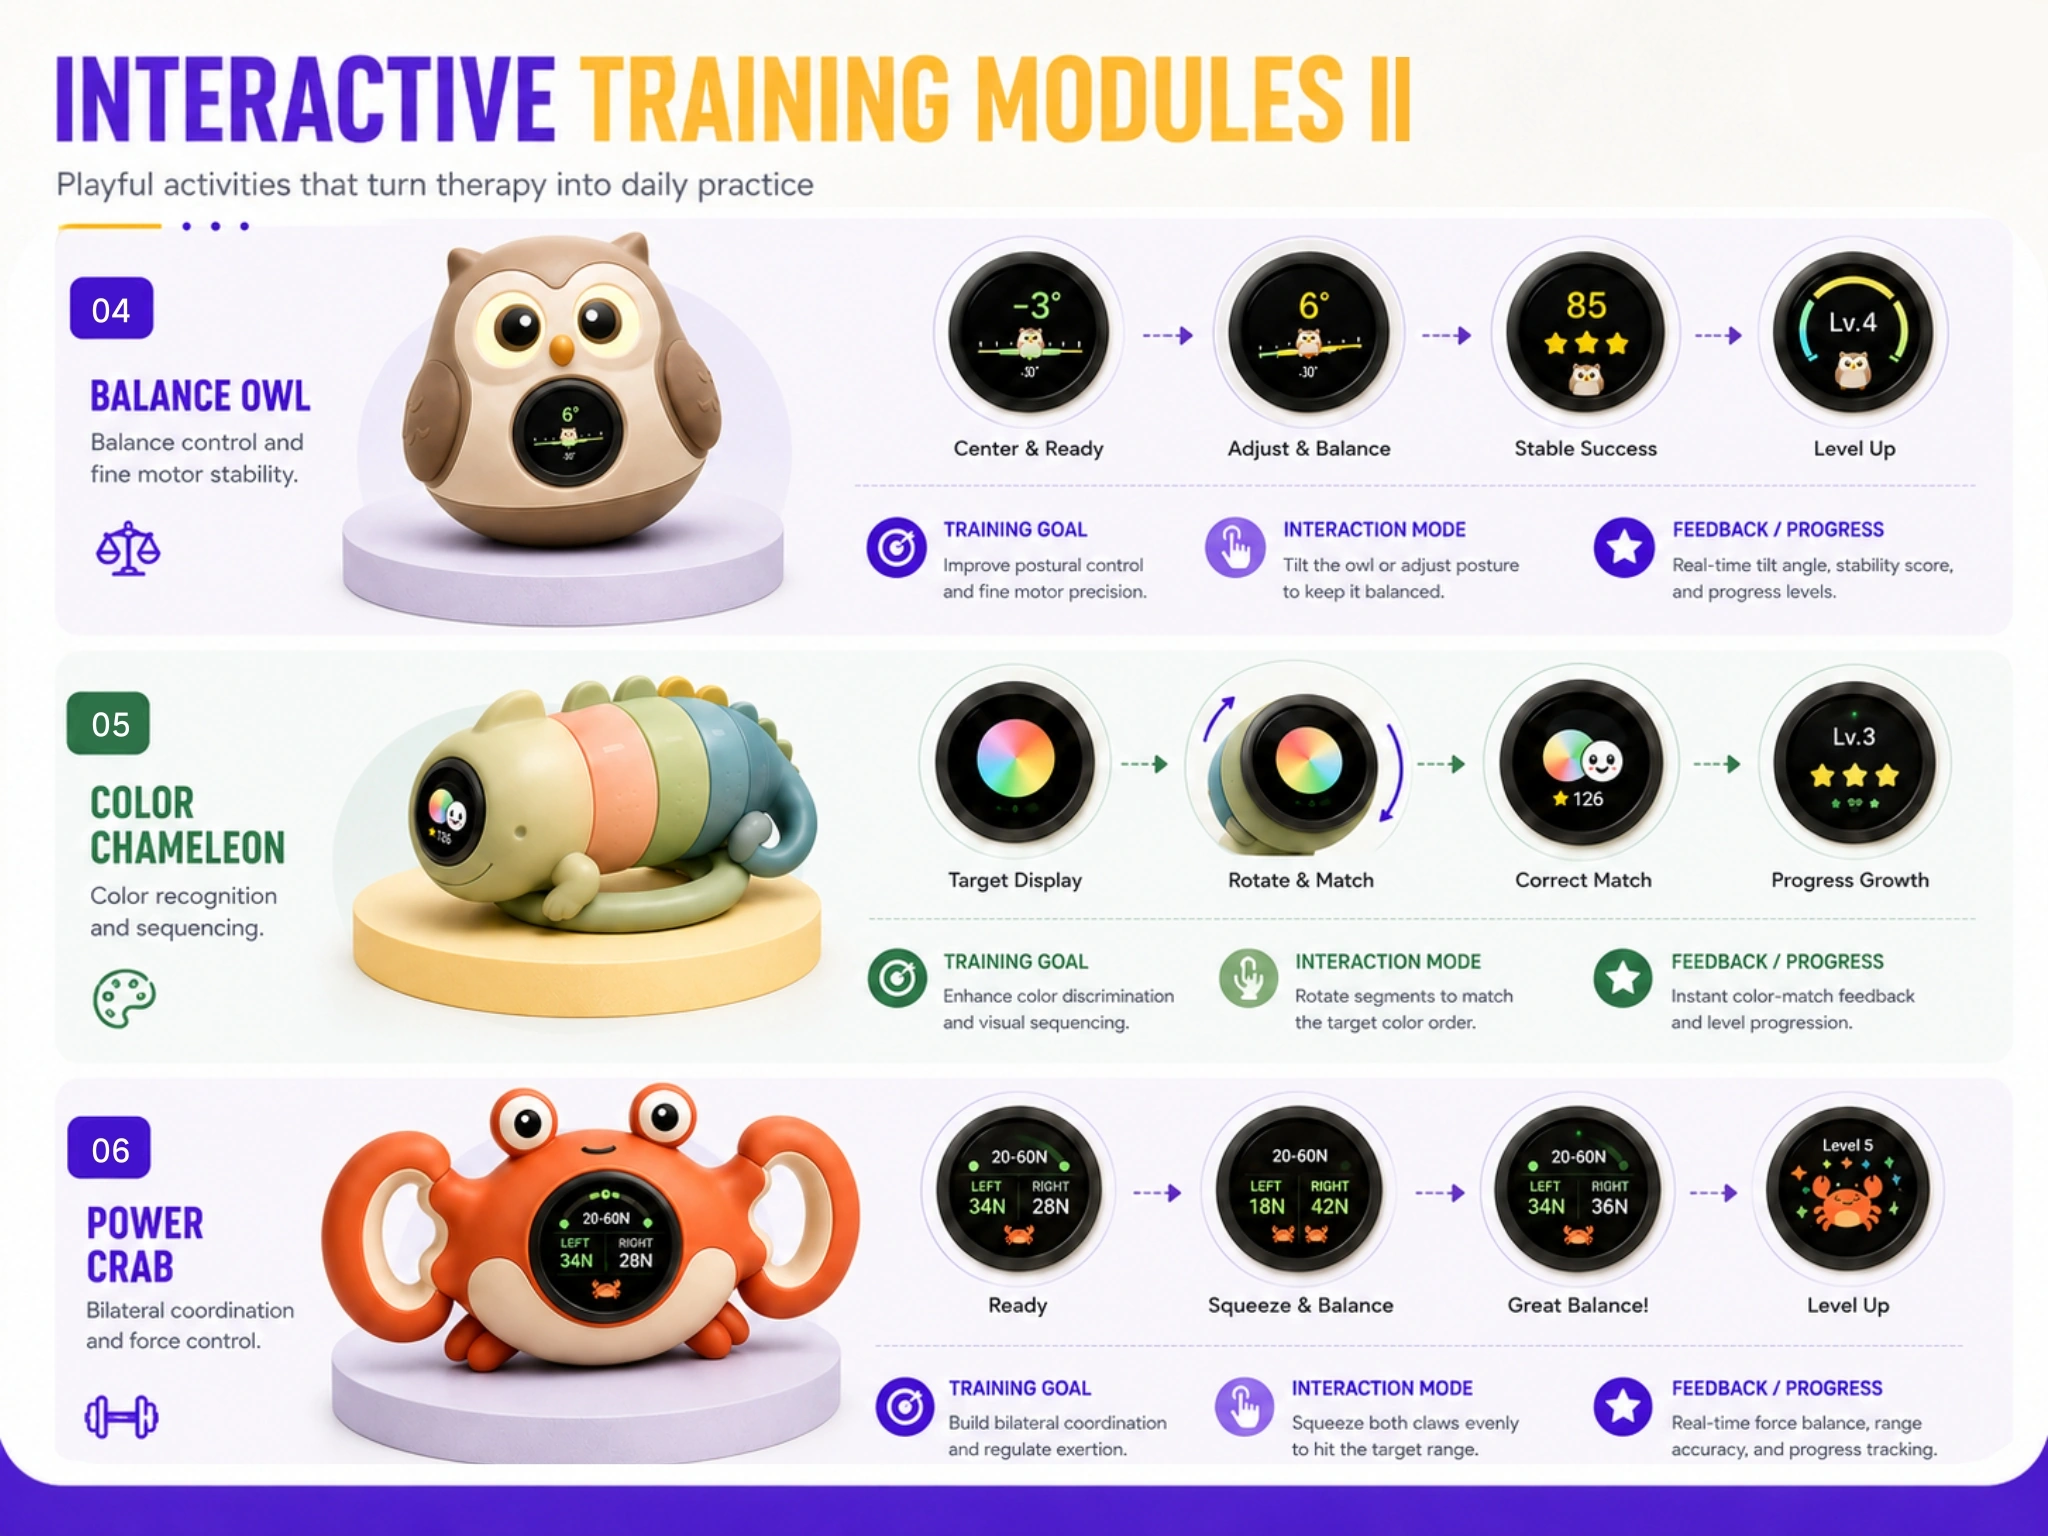 INTERACTIVE TRAINING MODULES II
Playful activities that turn therapy into daily practice
04
BALANCE OWL
Balance control and
fine motor stability.
6°
-30°
-3°
-30°
Center & Ready
6°
-30°
Adjust & Balance
85
Stable Success
Lv.4
Level Up
TRAINING GOAL
Improve postural control
and fine motor precision.
INTERACTION MODE
Tilt the owl or adjust posture
to keep it balanced.
FEEDBACK / PROGRESS
Real-time tilt angle, stability score,
and progress levels.
05
COLOR
CHAMELEON
Color recognition
and sequencing.
126
Target Display
Rotate & Match
126
Correct Match
Lv.3
Progress Growth
TRAINING GOAL
Enhance color discrimination
and visual sequencing.
INTERACTION MODE
Rotate segments to match
the target color order.
FEEDBACK / PROGRESS
Instant color-match feedback
and level progression.
06
POWER
CRAB
Bilateral coordination
and force control.
20-60N
LEFT RIGHT
34N 28N
20-60N
LEFT RIGHT
34N 28N
Ready
20-60N
LEFT RIGHT
18N 42N
Squeeze & Balance
20-60N
LEFT RIGHT
34N 36N
Great Balance!
Level 5
Level Up
TRAINING GOAL
Build bilateral coordination
and regulate exertion.
INTERACTION MODE
Squeeze both claws evenly
to hit the target range.
FEEDBACK / PROGRESS
Real-time force balance, range
accuracy, and progress tracking.